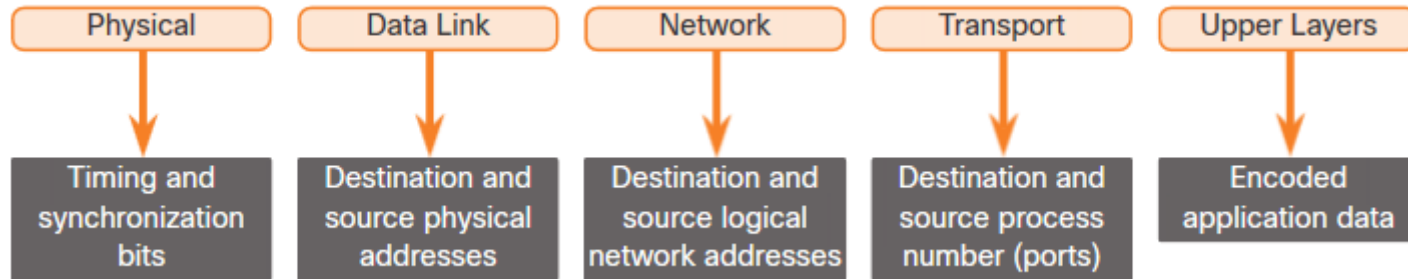 Physical
Data Link
Network
Transport
Upper Layers
Timing and
synchronization
bits
Destination and
source physical
addresses
Destination and
source logical
network addresses
Destination and
source process
number (ports)
Encoded
application data